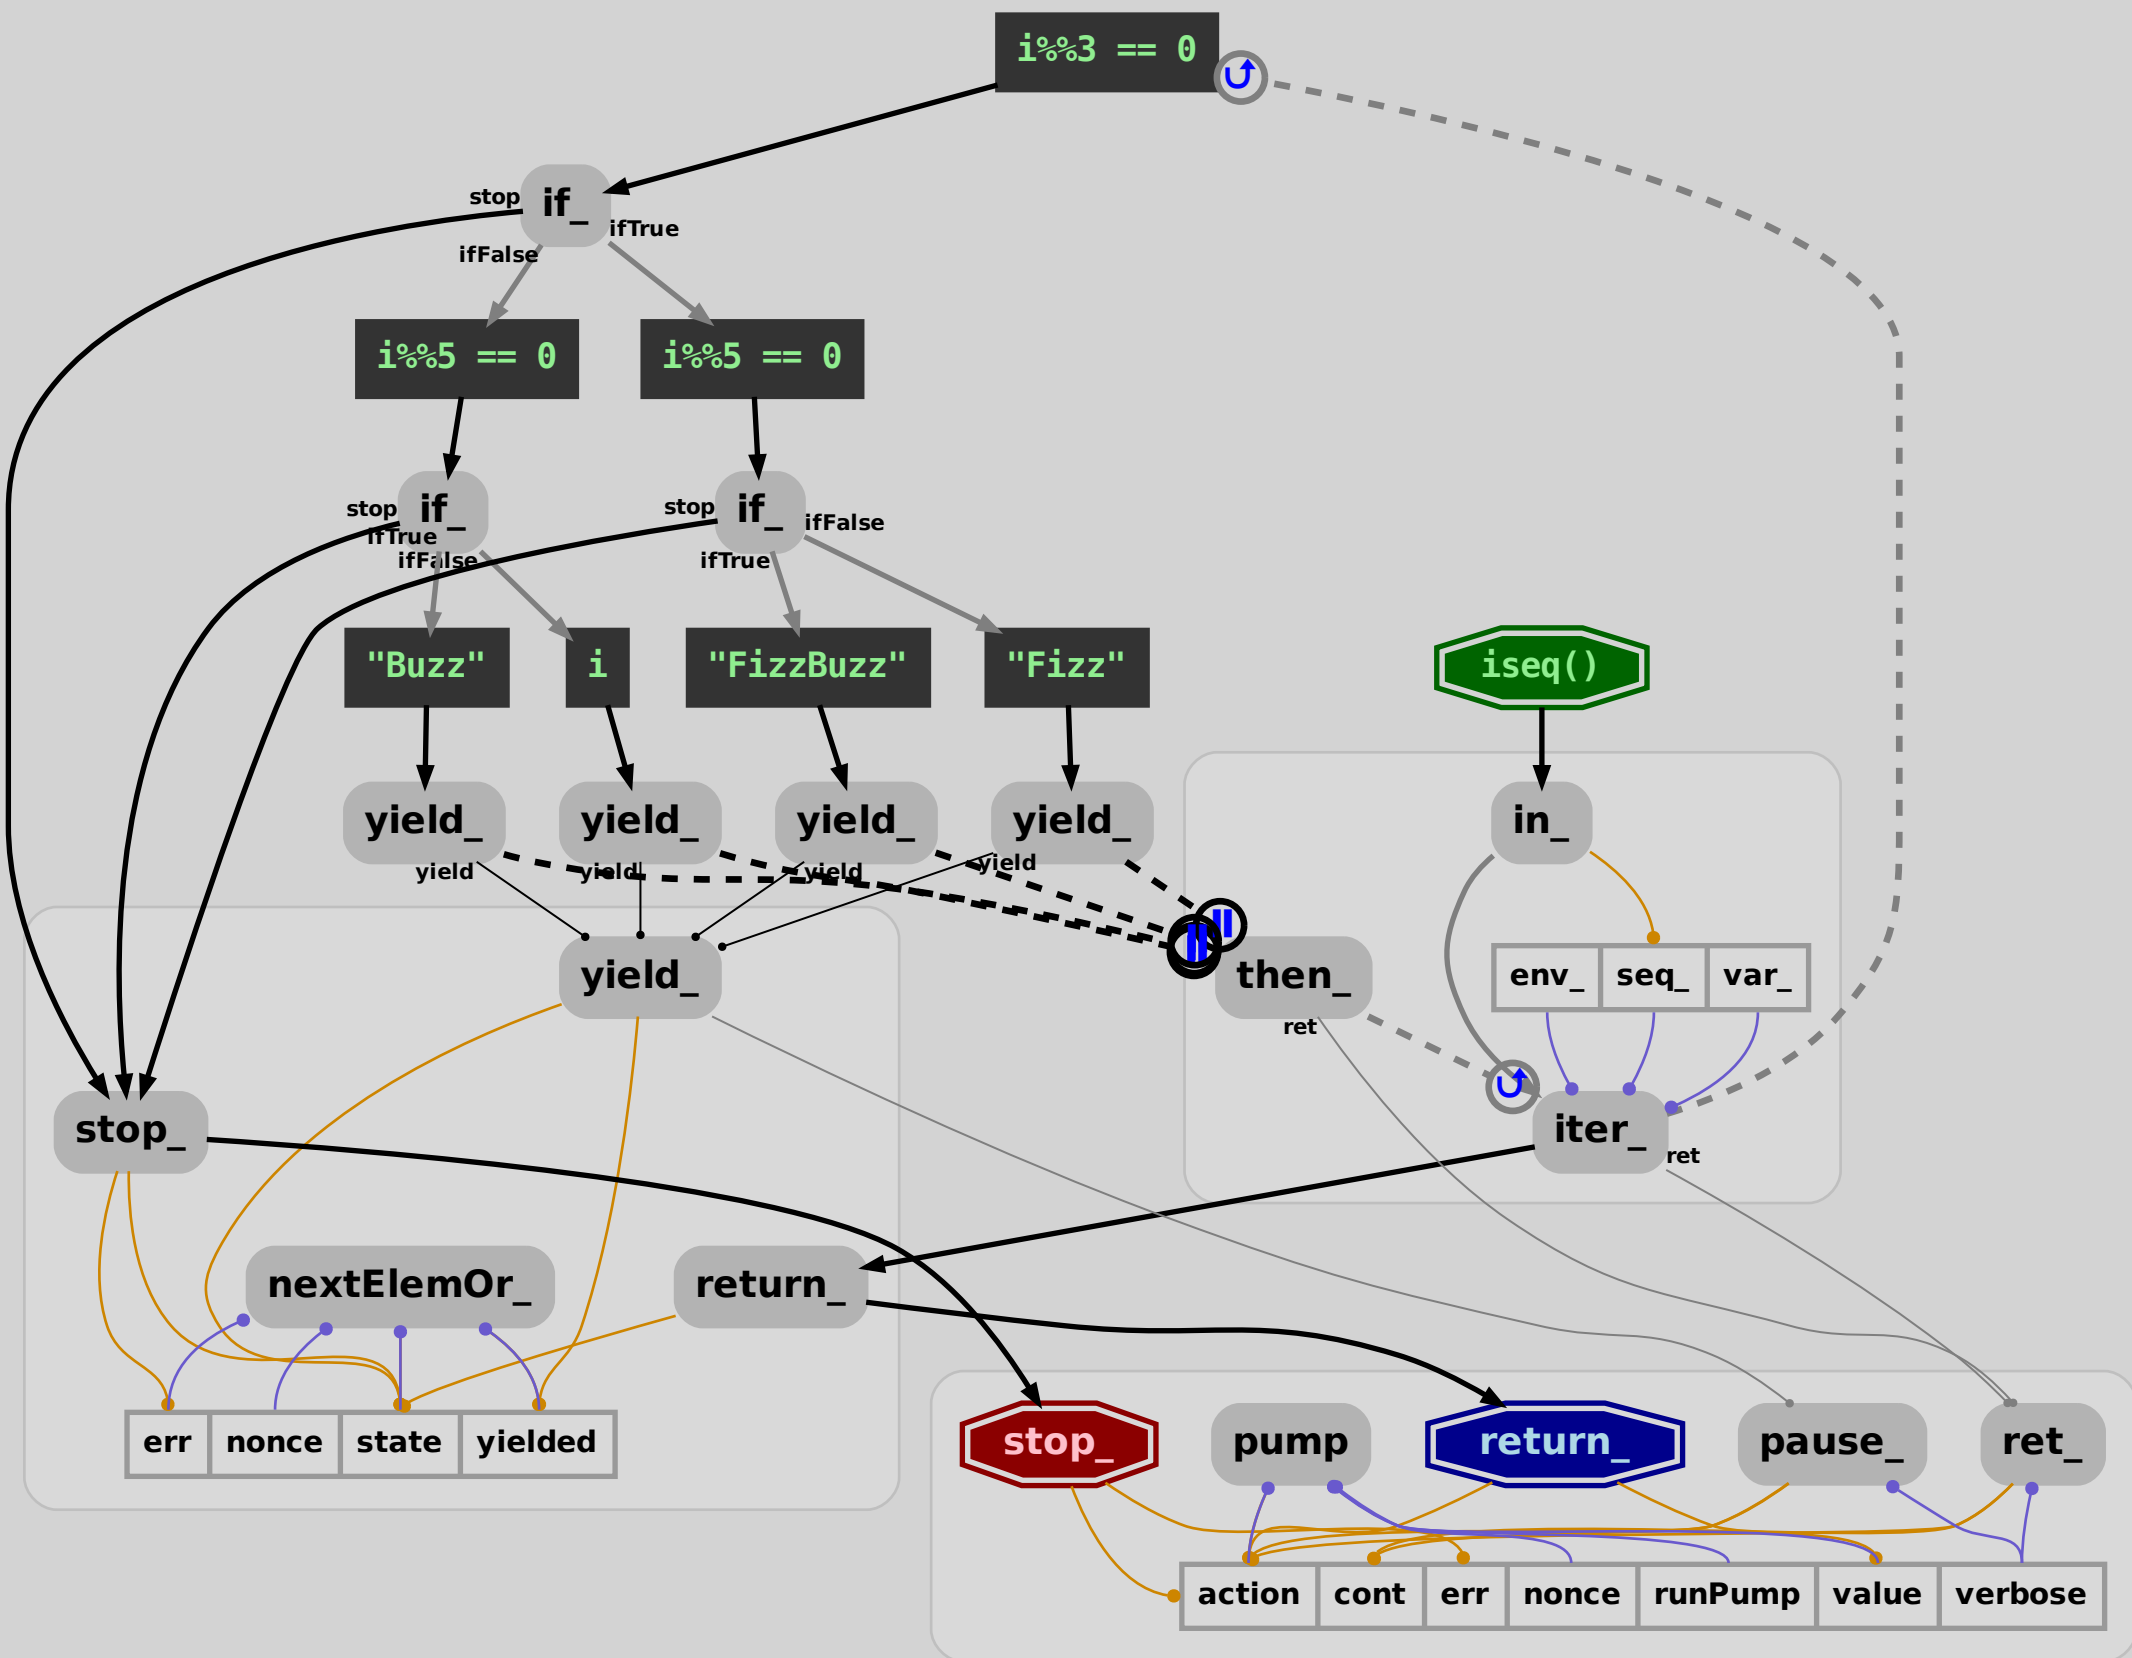 i%%3 == 0
if_
stop
ifTrue
ifFalse
i%%5 == 0
i%%5 == 0
if_
if_
stop
stop
ifFalse
ifTrue
ifFalse
ifTrue
"Buzz"
i
"FizzBuzz"
"Fizz"
iseq()
yield_
yield_
yield_
yield_
in_
yield
yield
yield
yield
yield_
then_
env_
seq_
var_
ret
stop_
iter_
ret
nextElemOr_
return_
err
nonce
state
yielded
stop_
pump
return_
pause_
ret_
action
cont
err
nonce
runPump
value
verbose